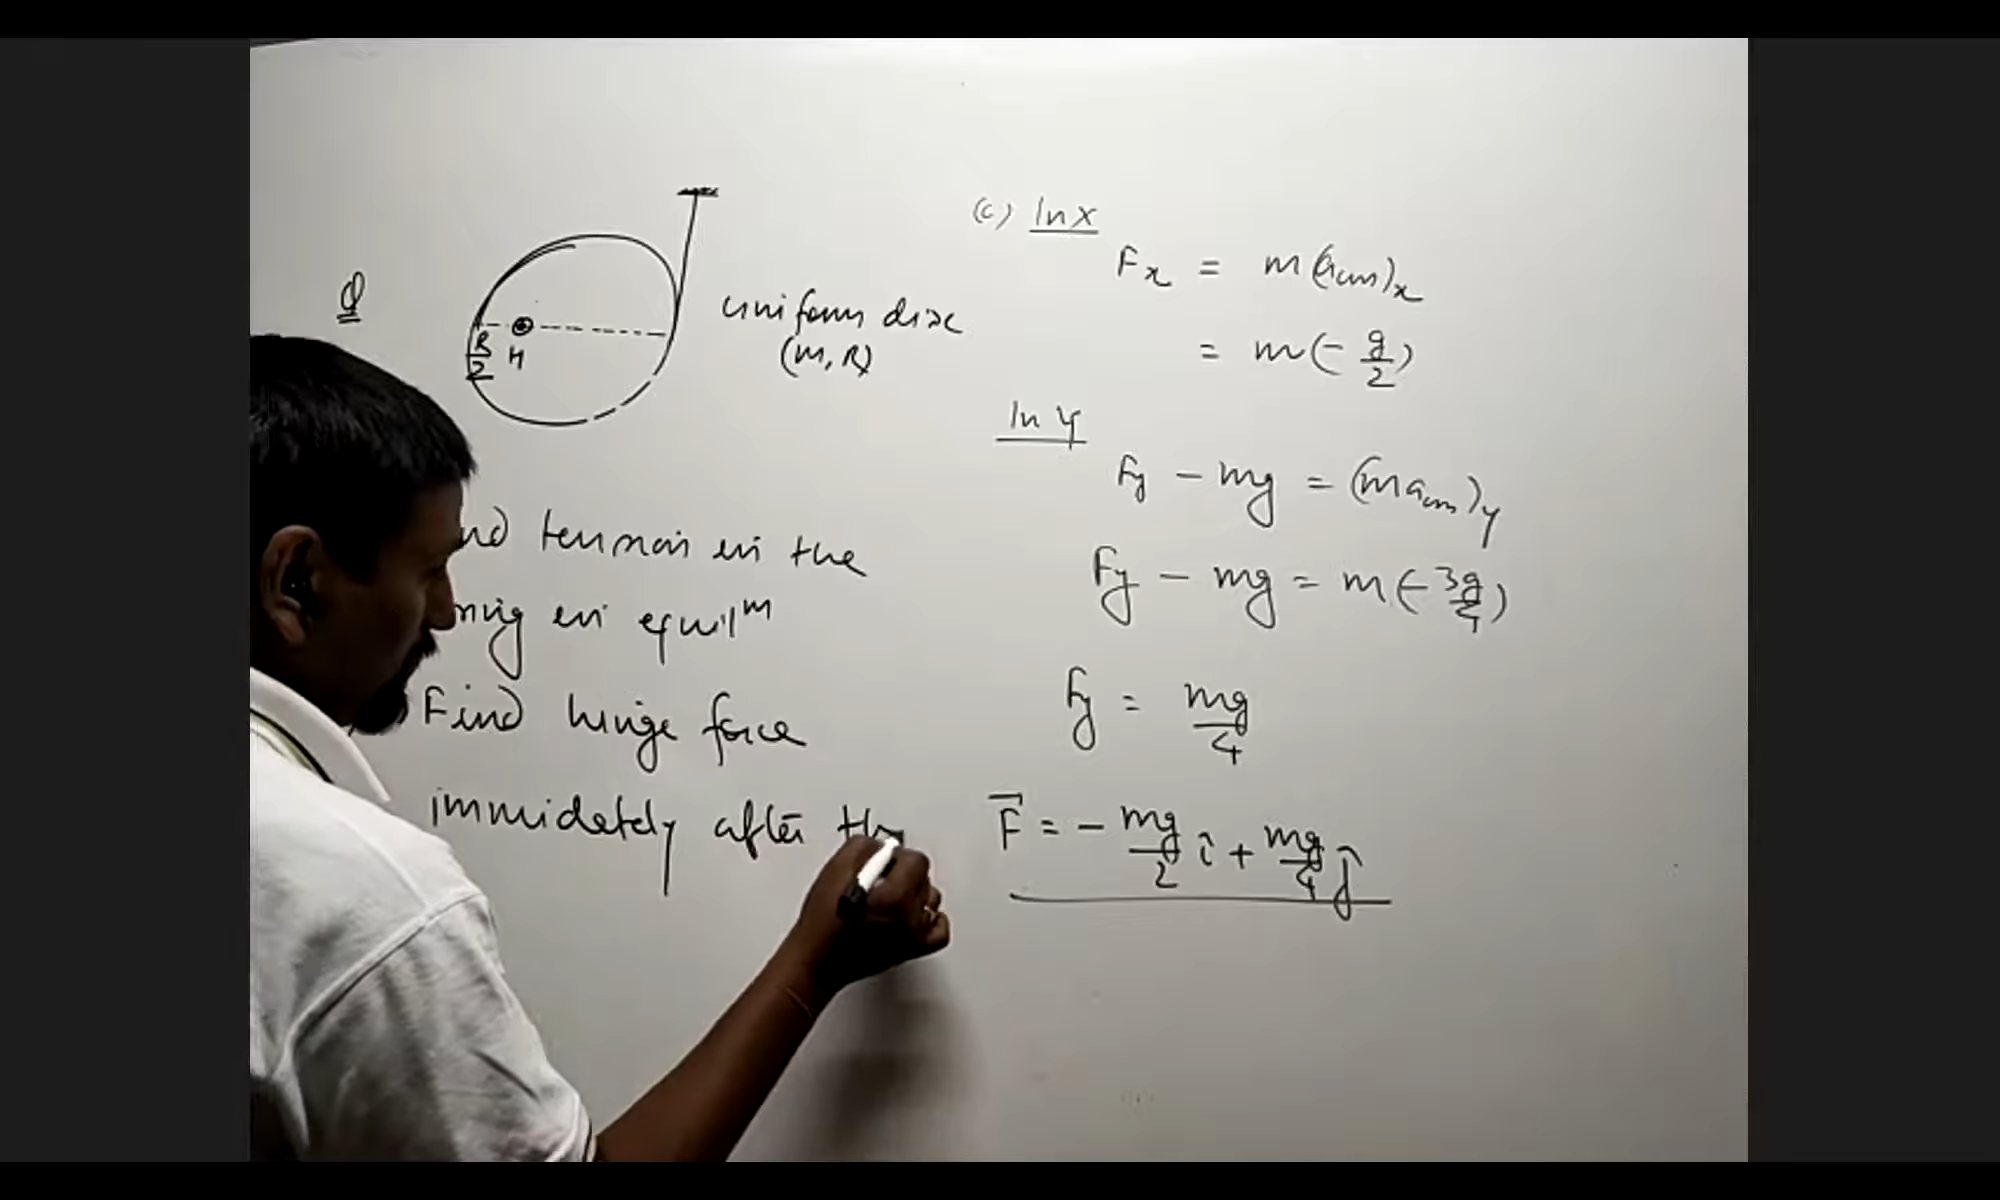 Q
R/2 H
uniform disc
(m, R)
nd tension in the
ring in equilm
Find hinge force
immidetely after th
(c) In x
Fx = m(acm)x
= m(- g/2)
In y
Fy - mg = (macm)y
Fy - mg = m(- 3g/4)
Fy = mg/4
F⃗ = - mg/2 î + mg/4 ĵ